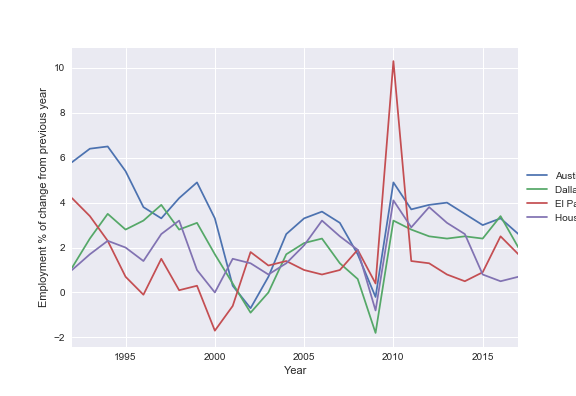 Employment % of change from previous year
10
8
6
4
2
0
−2
1995
2000
2005
2010
2015
Year
Aust
Dalla
El Pa
Hous